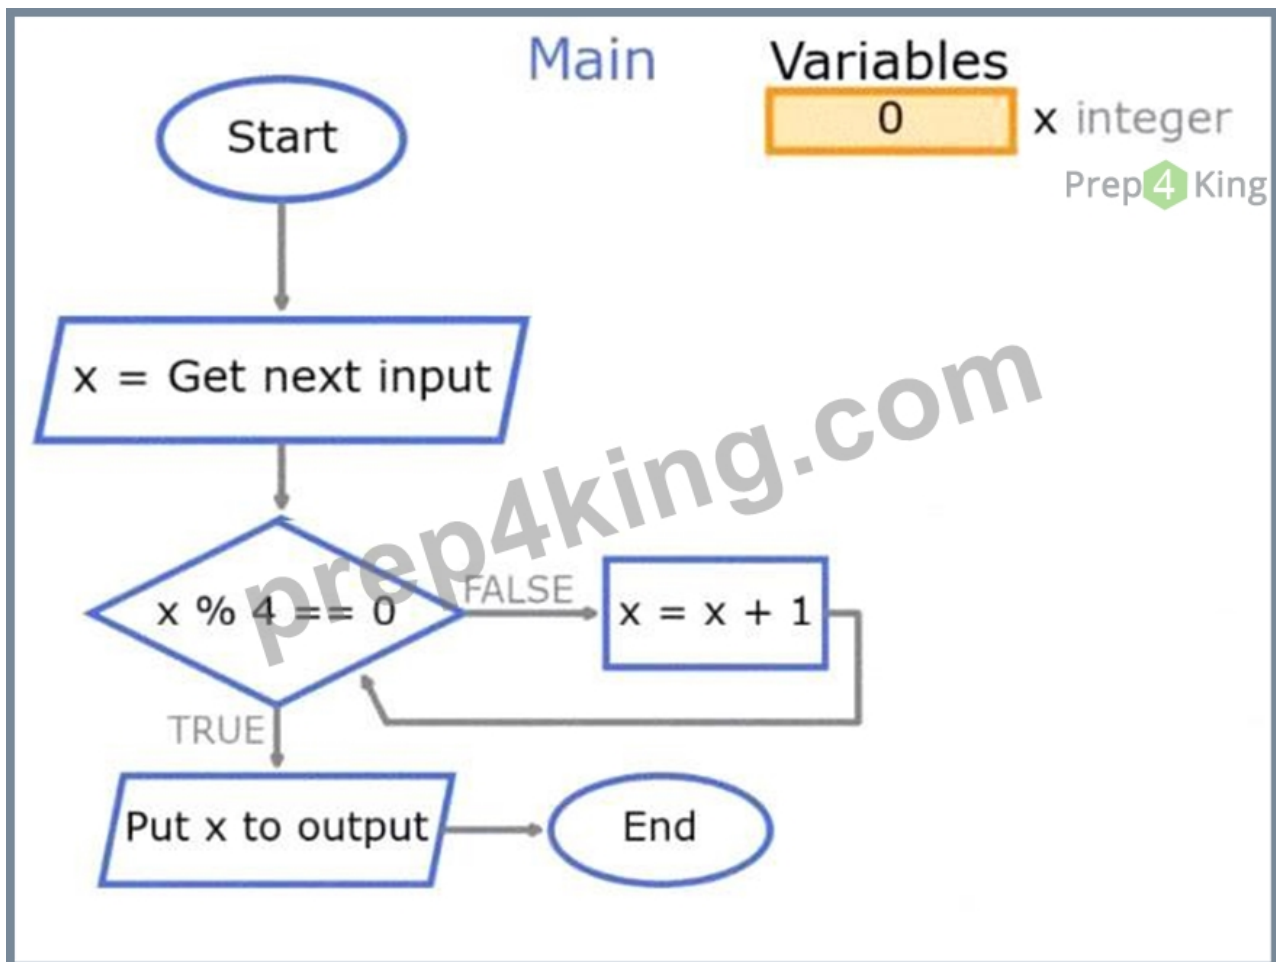 Main
Variables
0
x integer
Prep4King
Start
x = Get next input
prep4king.com
x % 4 == 0
FALSE
x = x + 1
TRUE
Put x to output
End